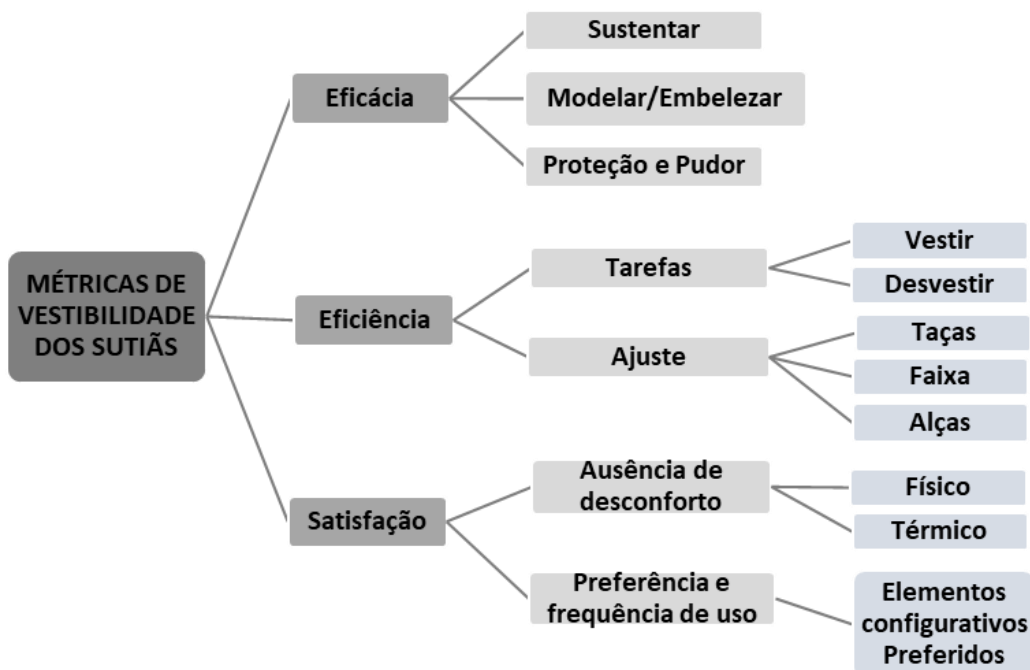 MÉTRICAS DE
VESTIBILIDADE
DOS SUTIÃS
Eficácia
Sustentar
Modelar/Embelezar
Proteção e Pudor
Eficiência
Tarefas
Vestir
Desvestir
Ajuste
Taças
Faixa
Alças
Satisfação
Ausência de
desconforto
Físico
Térmico
Preferência e
frequência de uso
Elementos
configurativos
Preferidos